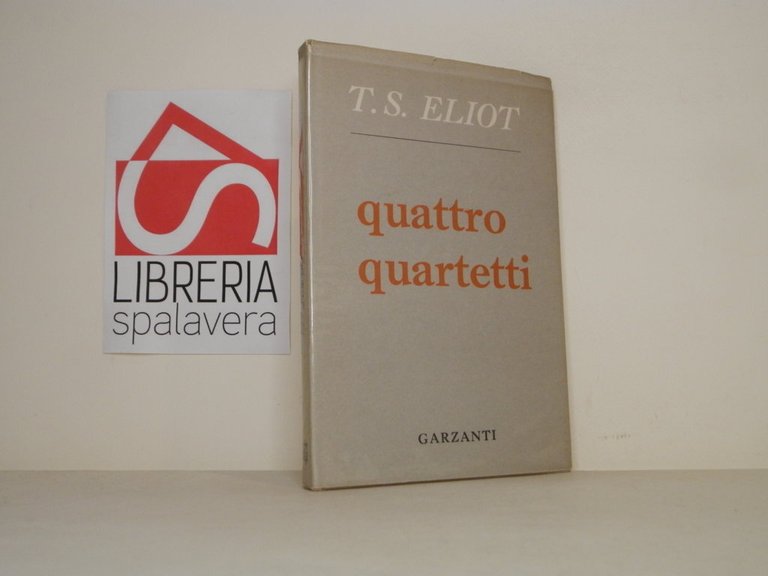 LIBRERIA
spalavera
T. S. ELIOT
quattro
quartetti
GARZANTI